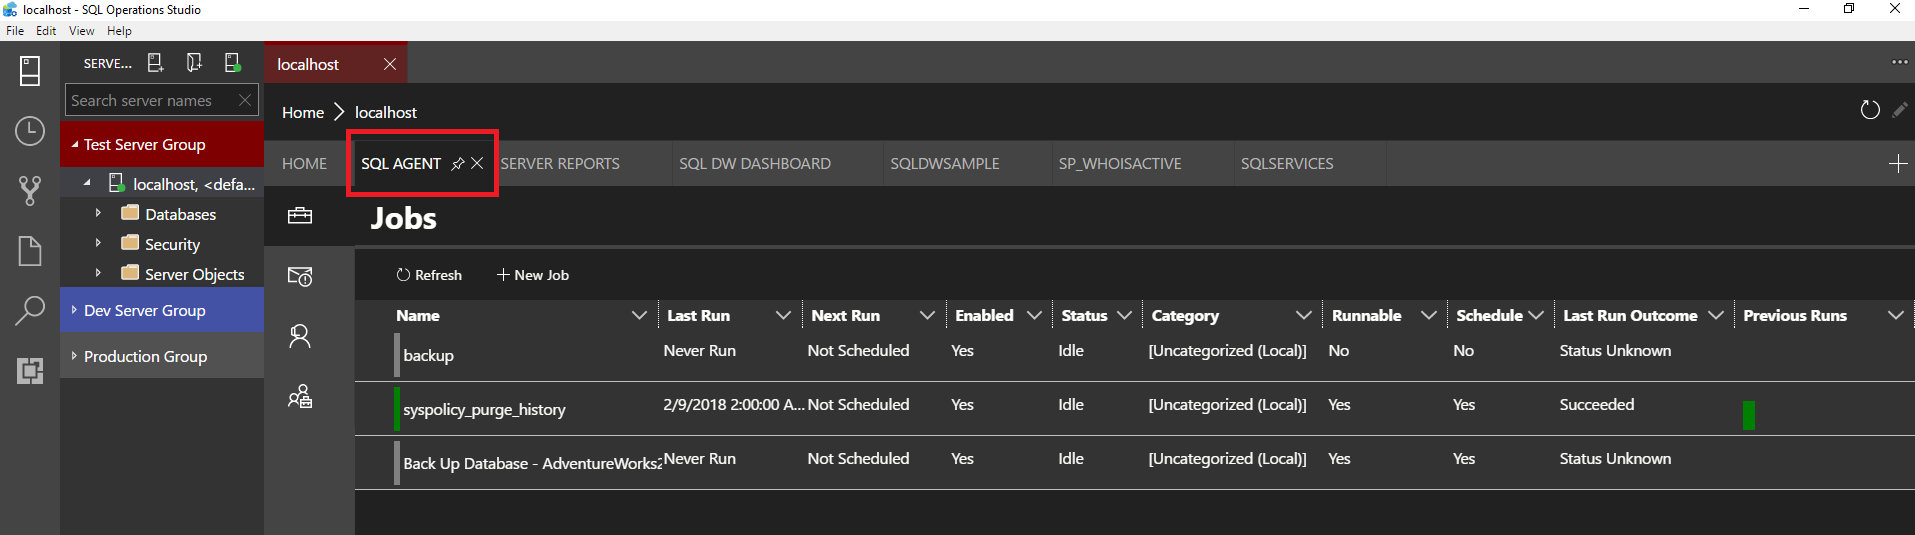 localhost - SQL Operations Studio
File Edit View Help
SERVE...
localhost
Search server names
Home localhost
Test Server Group
HOME SQL AGENT SERVER REPORTS SQL DW DASHBOARD SQLDWSAMPLE SP_WHOISACTIVE SQLSERVICES
localhost, <defa...
Databases
Security
Server Objects
Dev Server Group
Production Group
Jobs
Refresh New Job
Name Last Run Next Run Enabled Status Category Runnable Schedule Last Run Outcome Previous Runs
backup Never Run Not Scheduled Yes Idle [Uncategorized (Local)] No No Status Unknown
syspolicy_purge_history 2/9/2018 2:00:00 A... Not Scheduled Yes Idle [Uncategorized (Local)] Yes Yes Succeeded
Back Up Database - AdventureWorks2 Never Run Not Scheduled Yes Idle [Uncategorized (Local)] Yes Yes Status Unknown